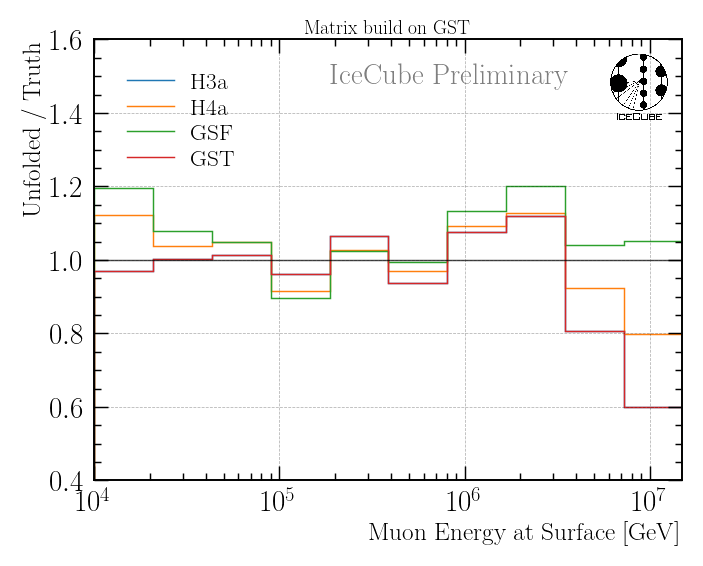 Matrix build on GST
1.6
1.4
1.2
1.0
0.8
0.6
0.4
Unfolded / Truth
H3a
H4a
GSF
GST
IceCube Preliminary
ICECUBE
10^4
10^5
10^6
10^7
Muon Energy at Surface [GeV]